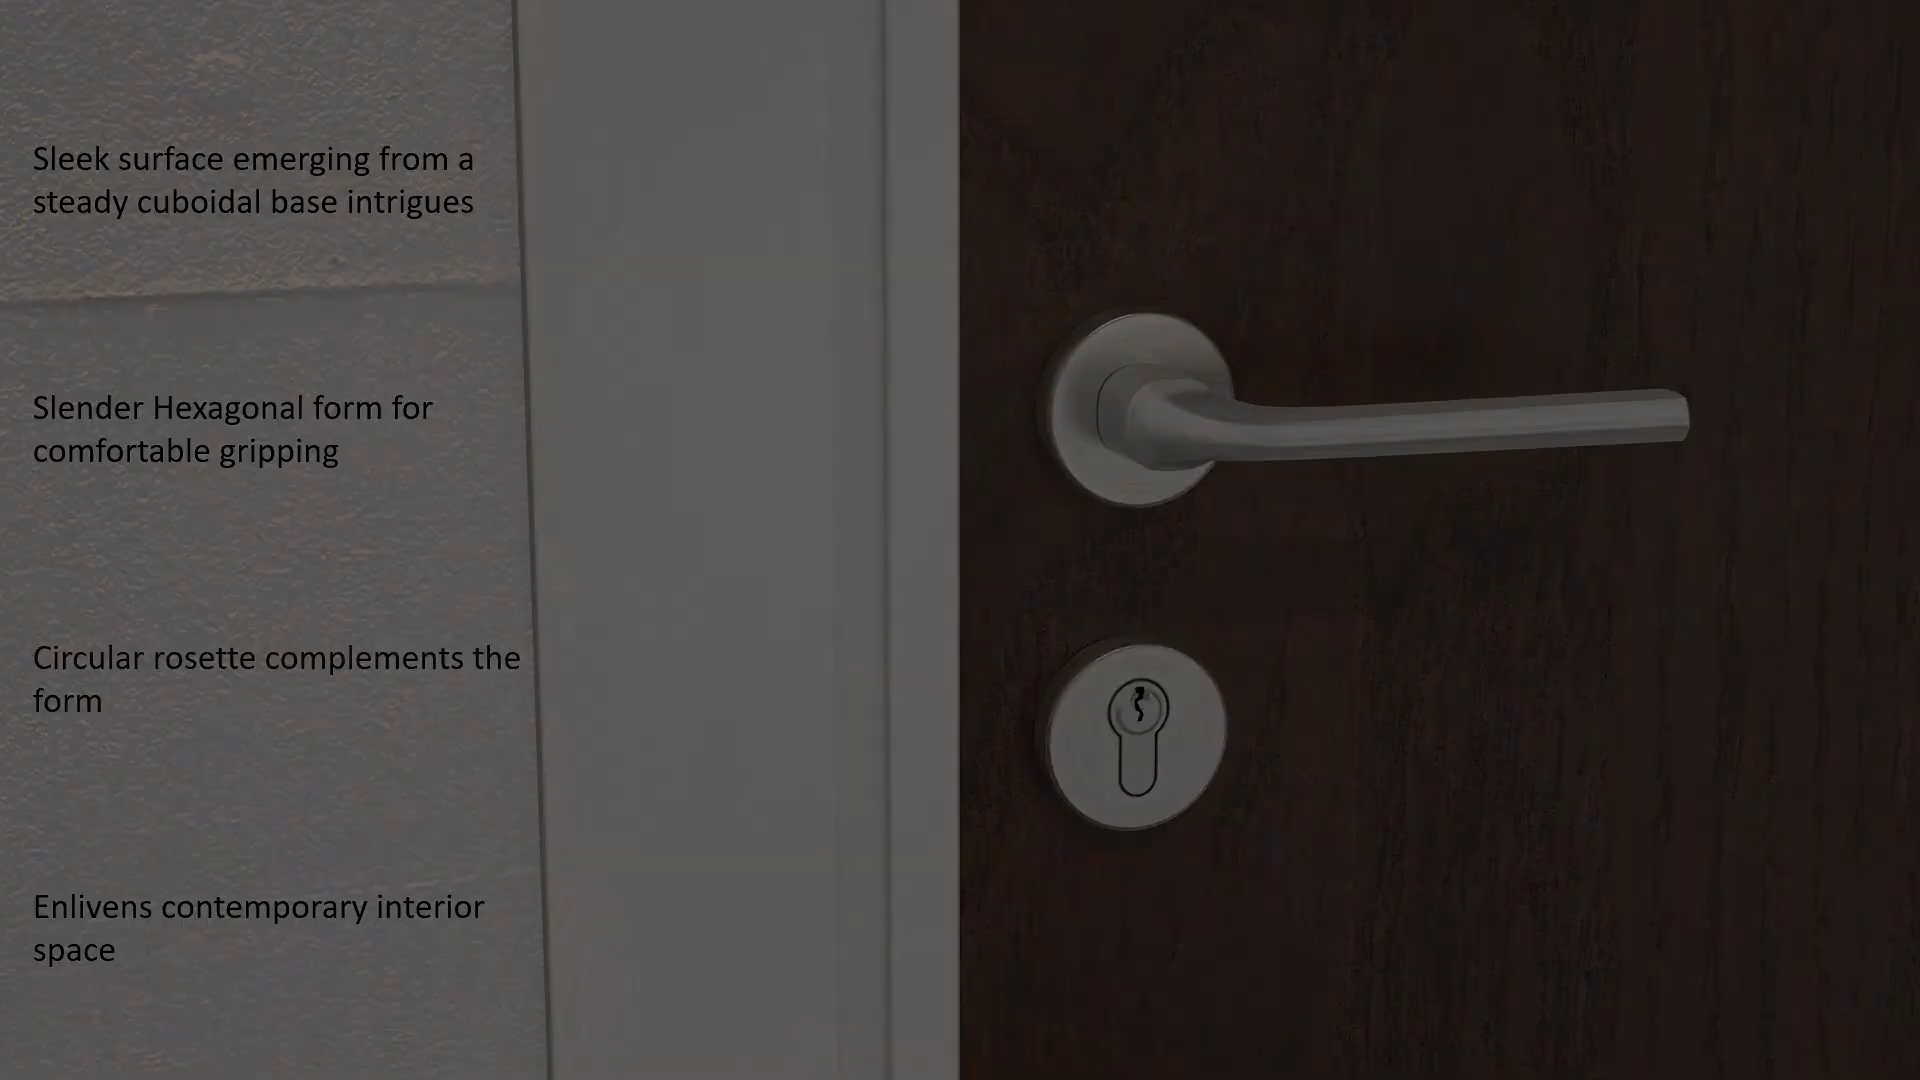 Sleek surface emerging from a
steady cuboidal base intrigues
Slender Hexagonal form for
comfortable gripping
Circular rosette complements the
form
Enlivens contemporary interior
space